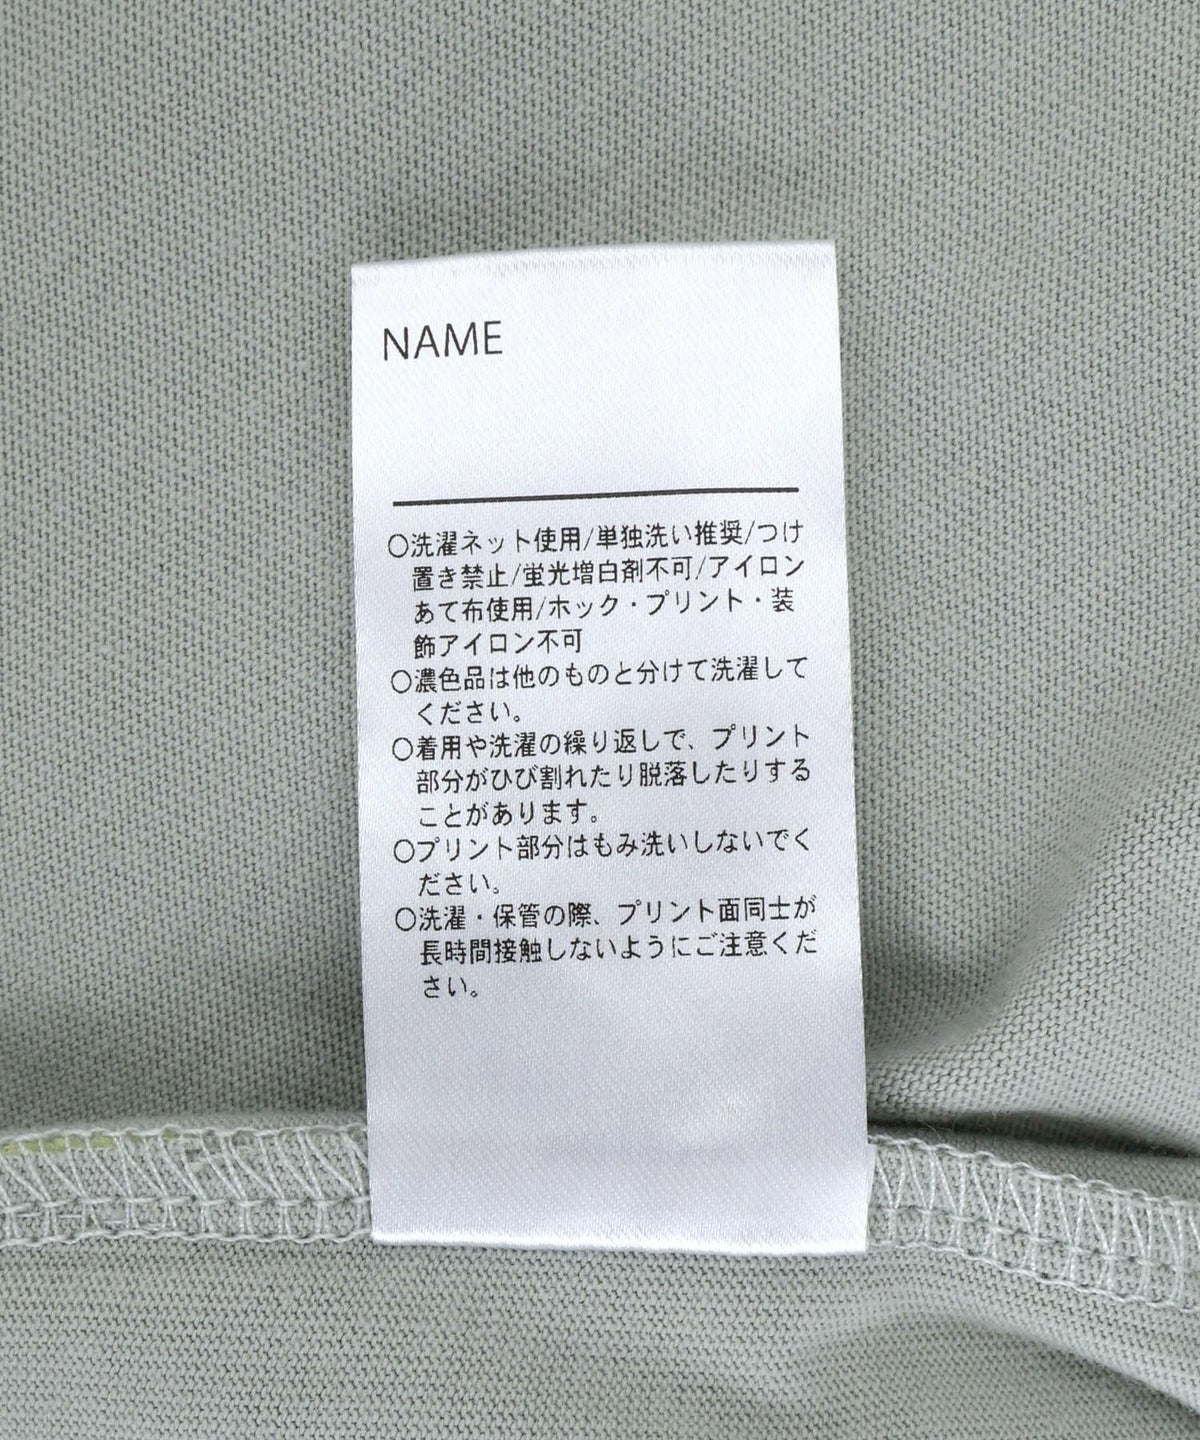 NAME
○洗濯ネット使用/単独洗い推奨/つけ
置き禁止/蛍光増白剤不可/アイロン
あて布使用/ホック・プリント・装
飾アイロン不可
○濃色品は他のものと分けて洗濯して
ください。
○着用や洗濯の繰り返しで、プリント
部分がひび割れたり脱落したりする
ことがあります。
○プリント部分はもみ洗いしないでく
ださい。
○洗濯・保管の際、プリント面同士が
長時間接触しないようにご注意くだ
さい。